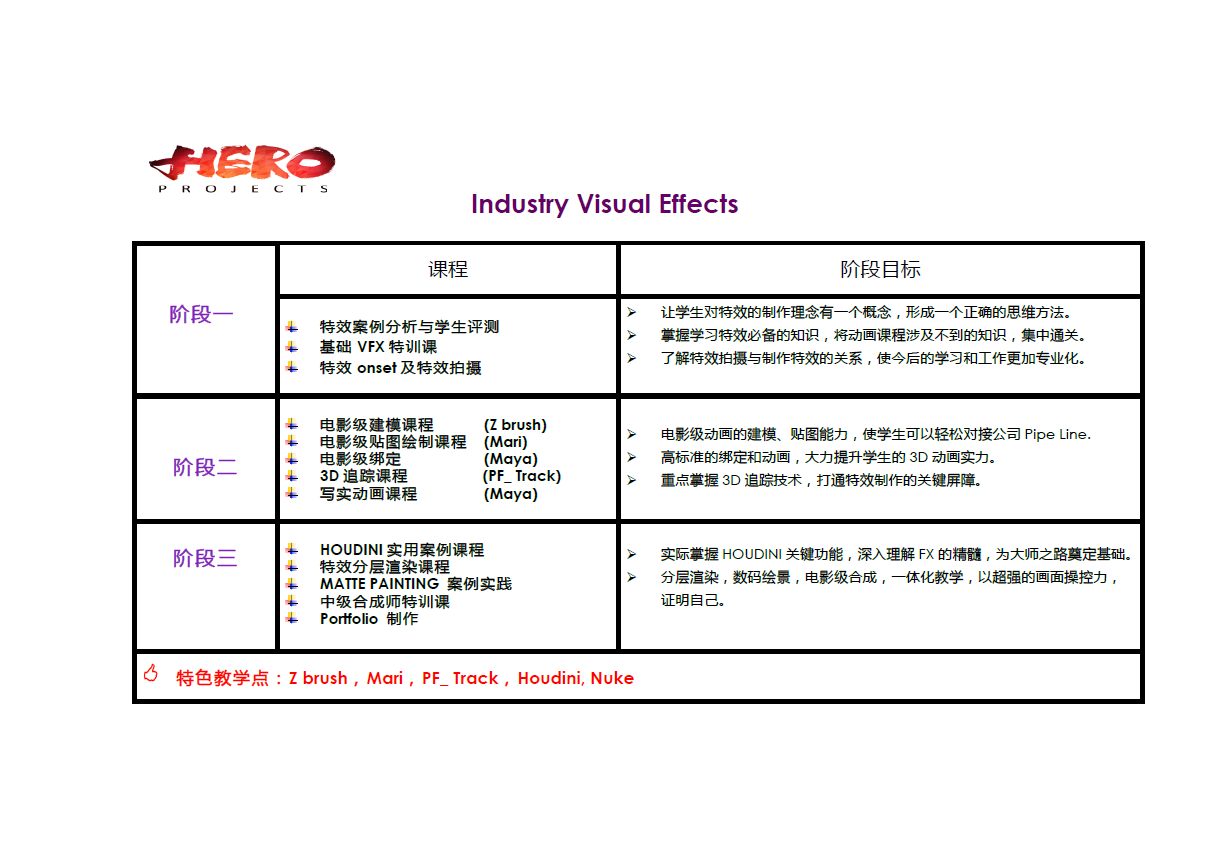 HERO
PROJECTS
Industry Visual Effects
课程
阶段目标
阶段一
特效案例分析与学生评测
基础 VFX 特训课
特效 onset 及特效拍摄
让学生对特效的制作理念有一个概念，形成一个正确的思维方法。
掌握学习特效必备的知识，将动画课程涉及不到的知识，集中通关。
了解特效拍摄与制作特效的关系，使今后的学习和工作更加专业化。
阶段二
电影级建模课程 (Z brush)
电影级贴图绘制课程 (Mari)
电影级绑定 (Maya)
3D 追踪课程 (PF_ Track)
写实动画课程 (Maya)
电影级动画的建模、贴图能力，使学生可以轻松对接公司 Pipe Line.
高标准的绑定和动画，大力提升学生的 3D 动画实力。
重点掌握 3D 追踪技术，打通特效制作的关键屏障。
阶段三
HOUDINI 实用案例课程
特效分层渲染课程
MATTE PAINTING 案例实践
中级合成师特训课
Portfolio 制作
实际掌握 HOUDINI 关键功能，深入理解 FX 的精髓，为大师之路奠定基础。
分层渲染，数码绘景，电影级合成，一体化教学，以超强的画面操控力，
证明自己。
特色教学点：Z brush，Mari，PF_ Track，Houdini, Nuke